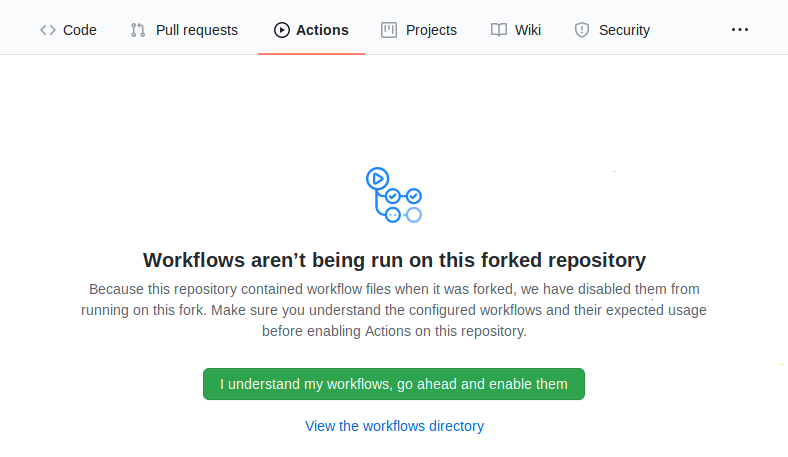 Code Pull requests Actions Projects Wiki Security
Workflows aren’t being run on this forked repository
Because this repository contained workflow files when it was forked, we have disabled them from
running on this fork. Make sure you understand the configured workflows and their expected usage
before enabling Actions on this repository.
I understand my workflows, go ahead and enable them
View the workflows directory